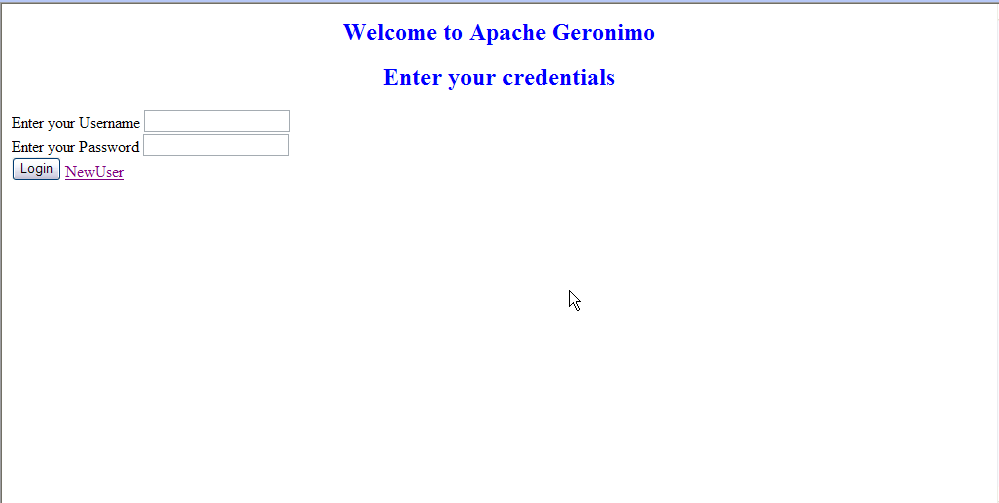 Welcome to Apache Geronimo
Enter your credentials
Enter your Username
Enter your Password
Login NewUser